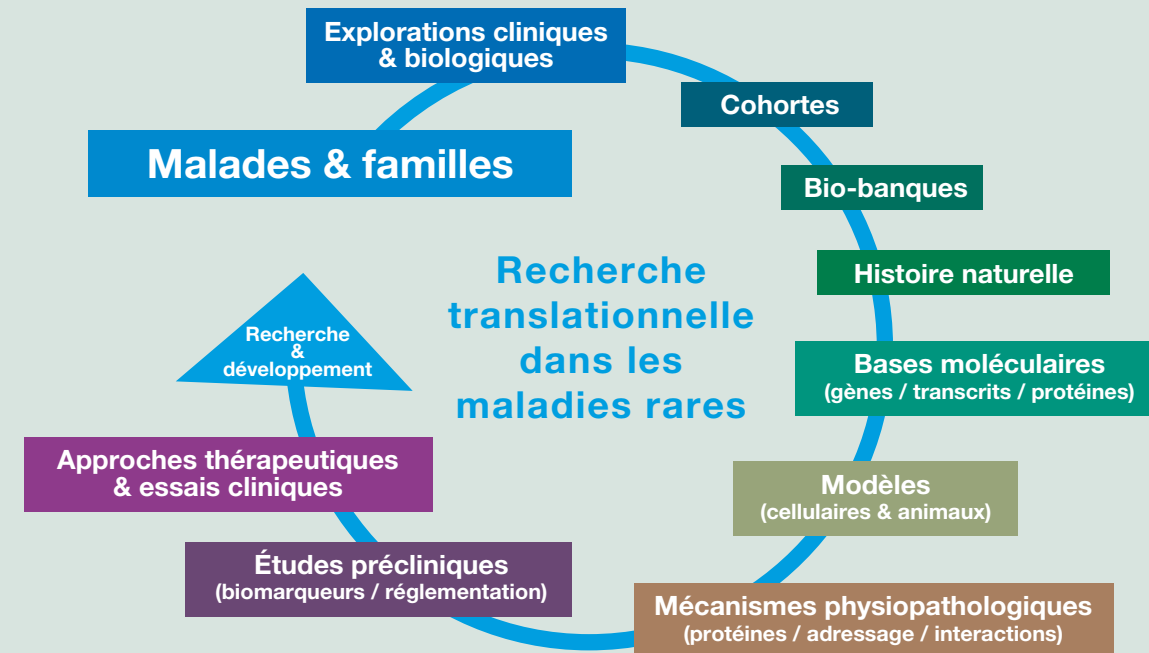 Explorations cliniques
& biologiques
Cohortes
Malades & familles
Bio-banques
Histoire naturelle
Recherche
translationnelle
dans les
maladies rares
Recherche
&
développement
Bases moléculaires
(gènes / transcrits / protéines)
Approches thérapeutiques
& essais cliniques
Modèles
(cellulaires & animaux)
Études précliniques
(biomarqueurs / réglementation)
Mécanismes physiopathologiques
(protéines / adressage / interactions)